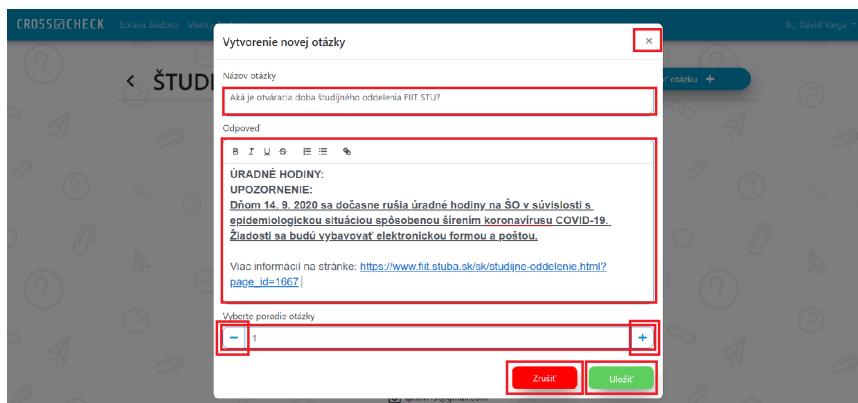 CROSS☑CHECK Správa žiadostí Všetky
Bc. Dávid Varga
ŠTUDI
otázku +
Vytvorenie novej otázky ×
Názov otázky
Aká je otváracia doba študijného oddelenia FIIT STU?
Odpoveď
B I U S
ÚRADNÉ HODINY:
UPOZORNENIE:
Dňom 14. 9. 2020 sa dočasne rušia úradné hodiny na ŠO v súvislosti s
epidemiologickou situáciou spôsobenou šírením koronavírusu COVID-19.
Žiadosti sa budú vybavovať elektronickou formou a poštou.
Viac informácií na stránke: https://www.fiit.stuba.sk/sk/studijne-oddelenie.html?
page_id=1667
Vyberte poradie otázky
− 1 +
Zrušiť Uložiť